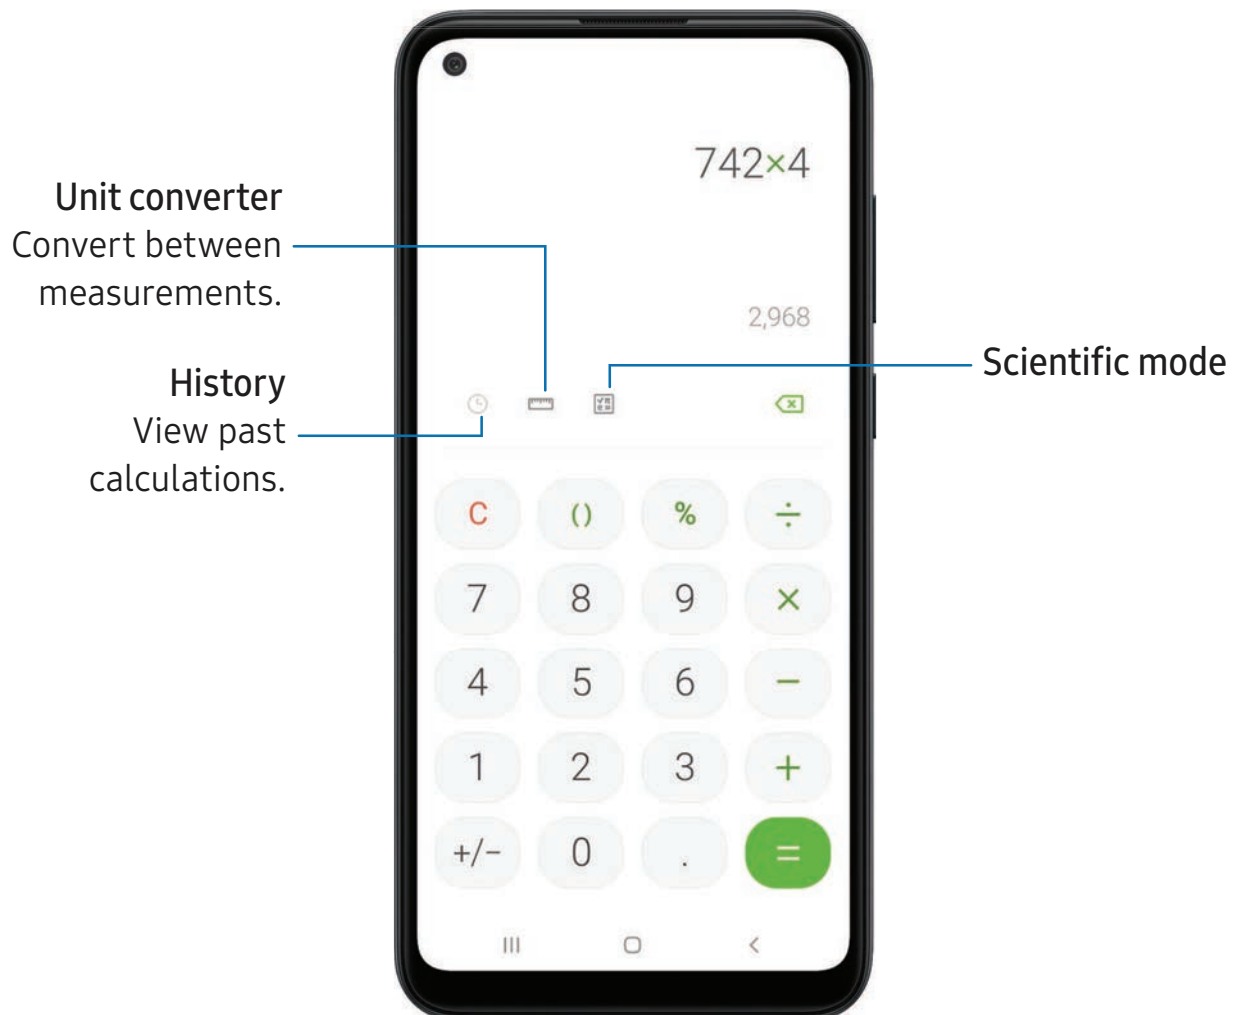 742×4
Unit converter
Convert between
measurements.
2,968
Scientific mode
History
View past
calculations.
C () % ÷
7 8 9 ×
4 5 6 −
1 2 3 +
+/− 0 . =